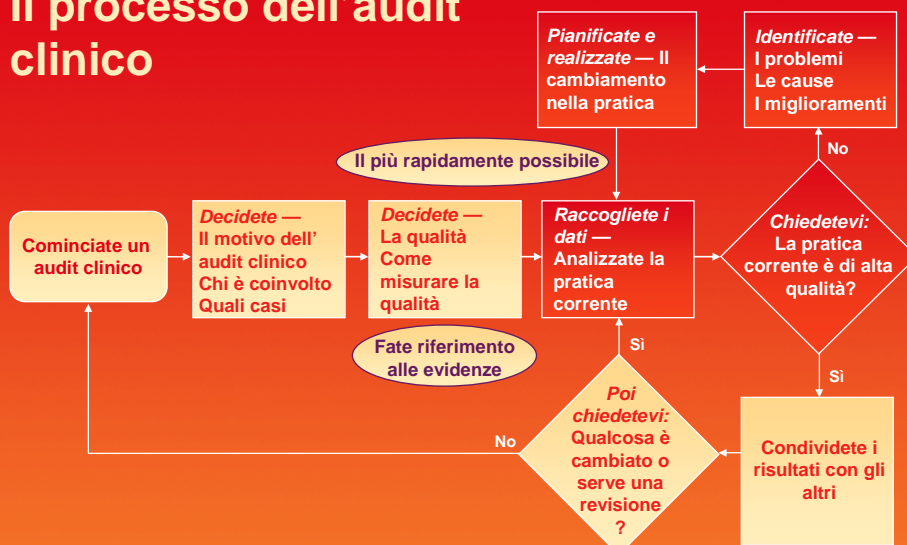 Il processo dell'audit
clinico
Pianificate e
realizzate — Il
cambiamento
nella pratica
Identificate —
I problemi
Le cause
I miglioramenti
No
Il più rapidamente possibile
Cominciate un
audit clinico
Decidete —
Il motivo dell'
audit clinico
Chi è coinvolto
Quali casi
Decidete —
La qualità
Come
misurare la
qualità
Raccogliete i
dati —
Analizzate la
pratica
corrente
Chiedetevi:
La pratica
corrente è di alta
qualità?
Fate riferimento
alle evidenze
Sì
Sì
No
Poi
chiedetevi:
Qualcosa è
cambiato o
serve una
revisione
?
Condividete i
risultati con gli
altri